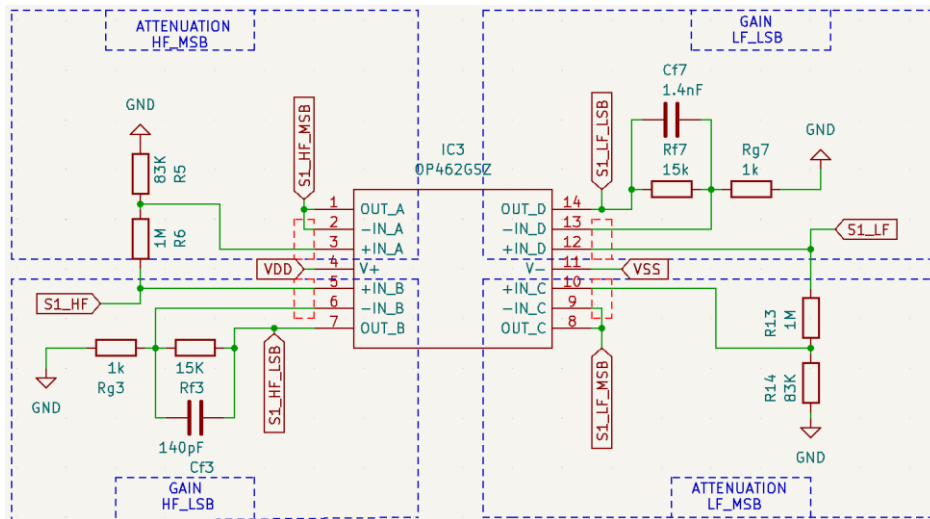 ATTENUATION
HF_MSB
GAIN
LF_LSB
Cf7
1.4nF
GND
S1_HF_MSB
S1_LF_LSB
GND
IC3
OP462GSZ
83K
R5
Rf7
15k
Rg7
1k
1
OUT_A
OUT_D
14
2
-IN_A
-IN_D
13
1M
R6
3
+IN_A
+IN_D
12
S1_LF
VDD
4
V+
V-
11
VSS
5
+IN_B
+IN_C
10
S1_HF
6
-IN_B
-IN_C
9
7
OUT_B
OUT_C
8
R13
1M
1k
Rg3
15K
Rf3
GND
S1_HF_LSB
S1_LF_MSB
R14
83K
140pF
Cf3
GND
GAIN
HF_LSB
ATTENUATION
LF_MSB